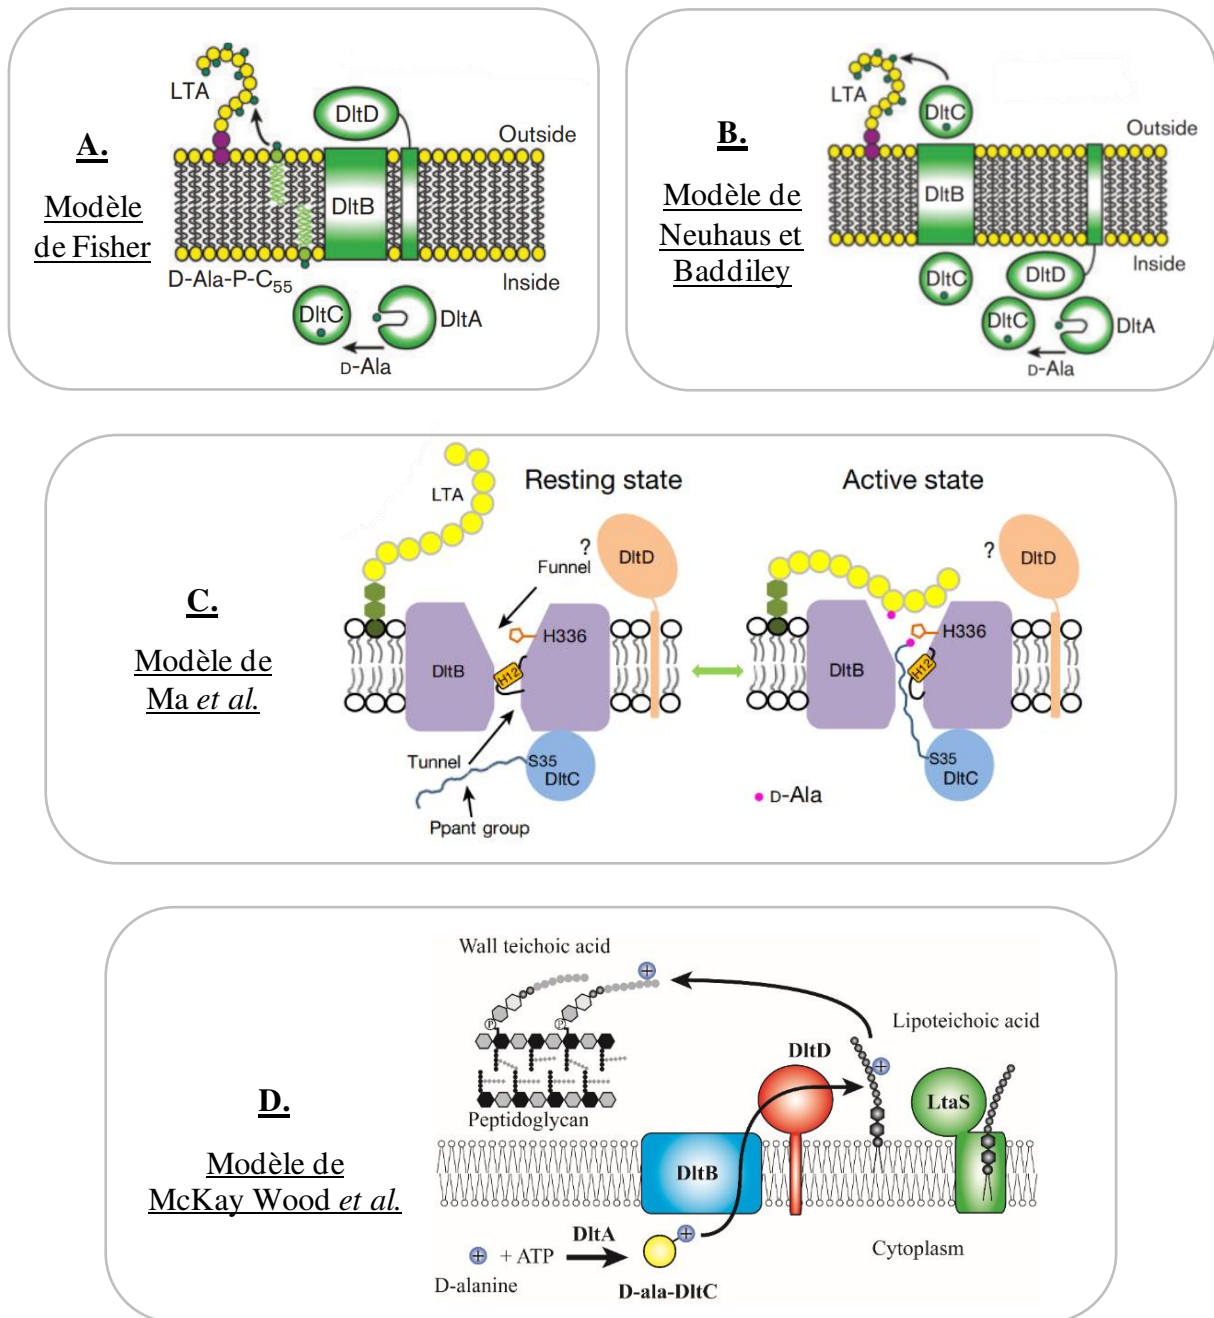 A.
Modèle
de Fisher
LTA
DltD
Outside
DltB
D-Ala-P-C55
Inside
DltC
DltA
D-Ala
B.
Modèle de
Neuhaus et
Baddiley
LTA
DltC
Outside
DltB
Inside
DltC
DltD
DltC
DltA
D-Ala
C.
Modèle de
Ma et al.
LTA
Resting state
?
Funnel
DltD
H336
DltB
H12
Tunnel
S35
DltC
Ppant group
Active state
?
DltD
H336
DltB
H12
S35
DltC
D-Ala
D.
Modèle de
McKay Wood et al.
Wall teichoic acid
+
P
P
Peptidoglycan
Lipoteichoic acid
DltD
+
LtaS
DltB
DltA
+
+ + ATP
D-alanine
D-ala-DltC
Cytoplasm